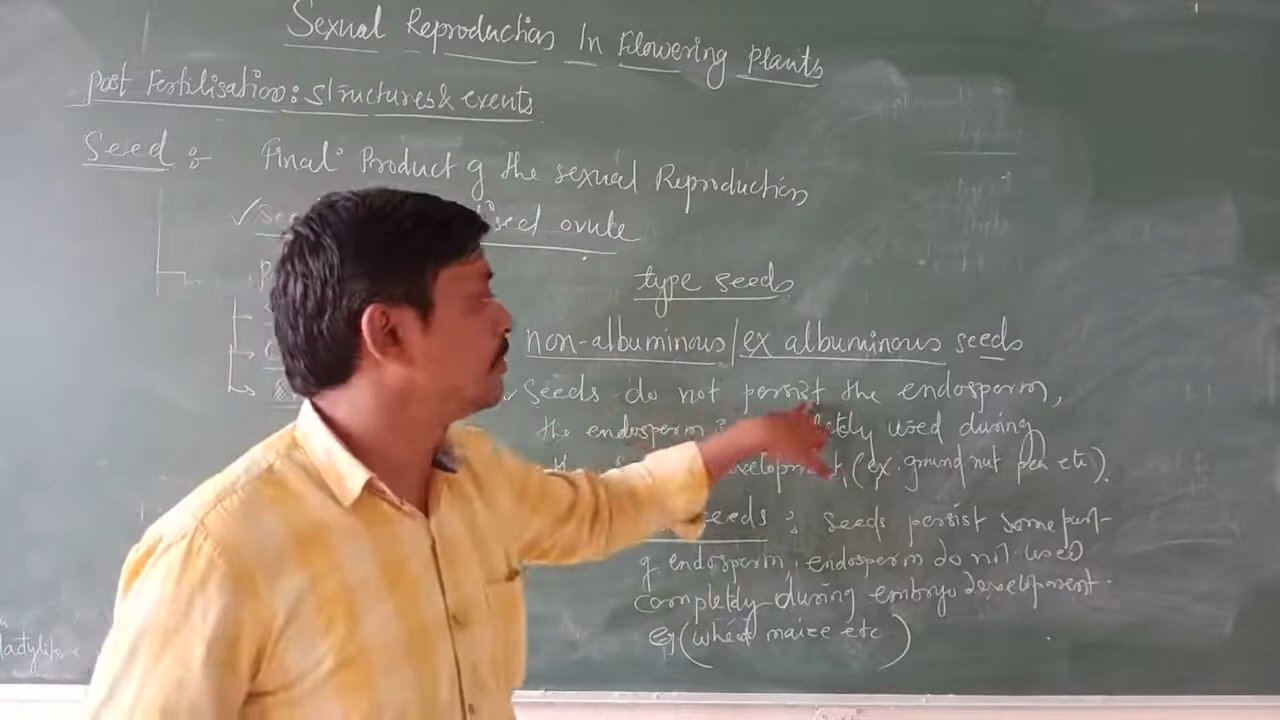 Sexual Reproduction In Flowering Plants
Post Fertilisation: structures & events
Seed :- Final Product of the sexual Reproduction
seed ovule
type seeds
non-albuminous/ex albuminous seeds
Seeds do not persist the endosperm,
the endosperm used during
(ex. ground nut pea etc).
seeds : seeds persist some part
of endosperm, endosperm do not used
completely during embryo development.
Eg (wheat maize etc)